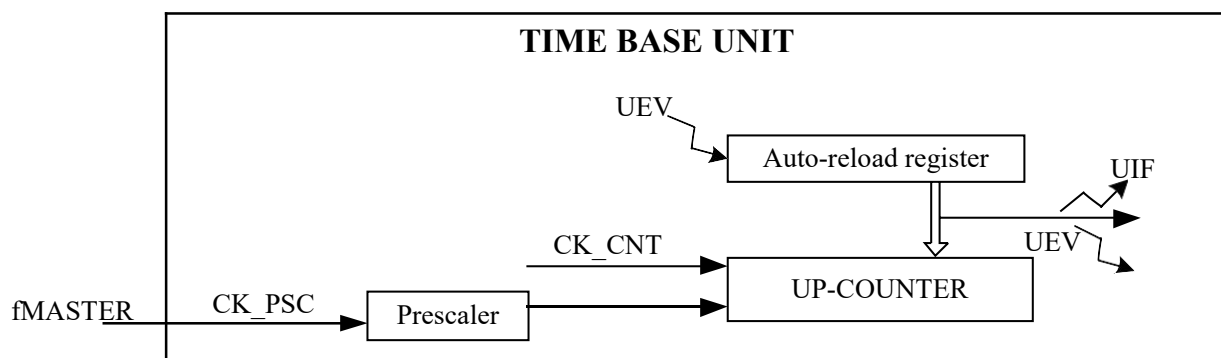 TIME BASE UNIT
UEV
Auto-reload register
UIF
UEV
CK_CNT
UP-COUNTER
fMASTER
CK_PSC
Prescaler